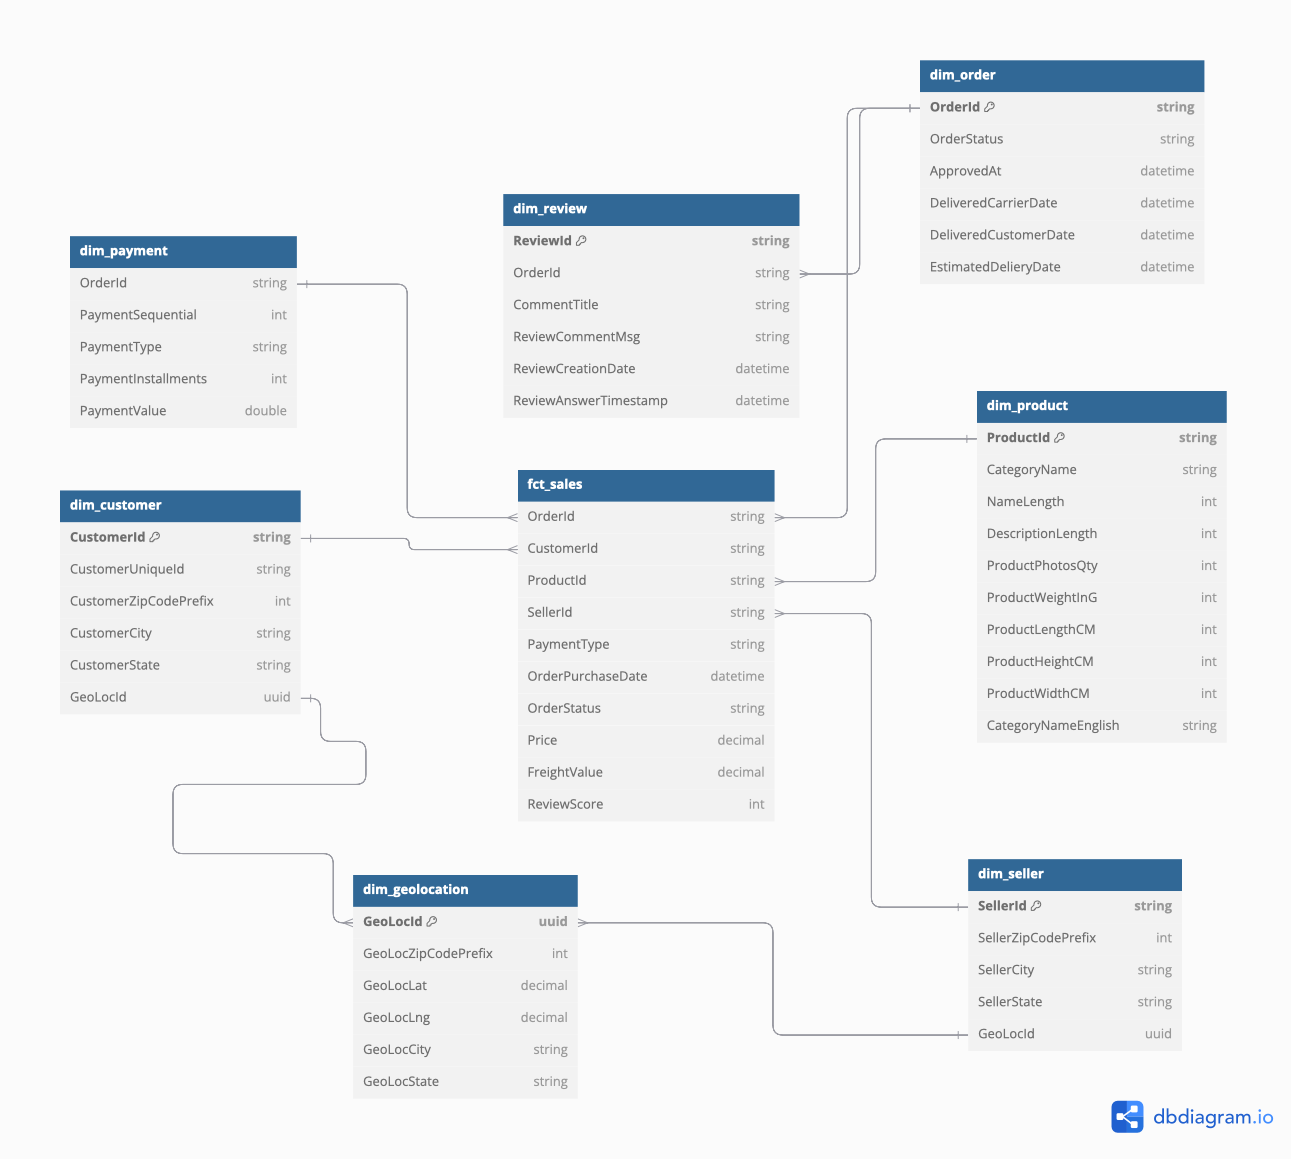 dim_order
OrderId string
OrderStatus string
ApprovedAt datetime
DeliveredCarrierDate datetime
DeliveredCustomerDate datetime
EstimatedDelieryDate datetime
dim_review
ReviewId string
OrderId string
CommentTitle string
ReviewCommentMsg string
ReviewCreationDate datetime
ReviewAnswerTimestamp datetime
dim_payment
OrderId string
PaymentSequential int
PaymentType string
PaymentInstallments int
PaymentValue double
dim_product
ProductId string
CategoryName string
NameLength int
DescriptionLength int
ProductPhotosQty int
ProductWeightInG int
ProductLengthCM int
ProductHeightCM int
ProductWidthCM int
CategoryNameEnglish string
fct_sales
OrderId string
CustomerId string
ProductId string
SellerId string
PaymentType string
OrderPurchaseDate datetime
OrderStatus string
Price decimal
FreightValue decimal
ReviewScore int
dim_customer
CustomerId string
CustomerUniqueId string
CustomerZipCodePrefix int
CustomerCity string
CustomerState string
GeoLocId uuid
dim_geolocation
GeoLocId uuid
GeoLocZipCodePrefix int
GeoLocLat decimal
GeoLocLng decimal
GeoLocCity string
GeoLocState string
dim_seller
SellerId string
SellerZipCodePrefix int
SellerCity string
SellerState string
GeoLocId uuid
dbdiagram.io